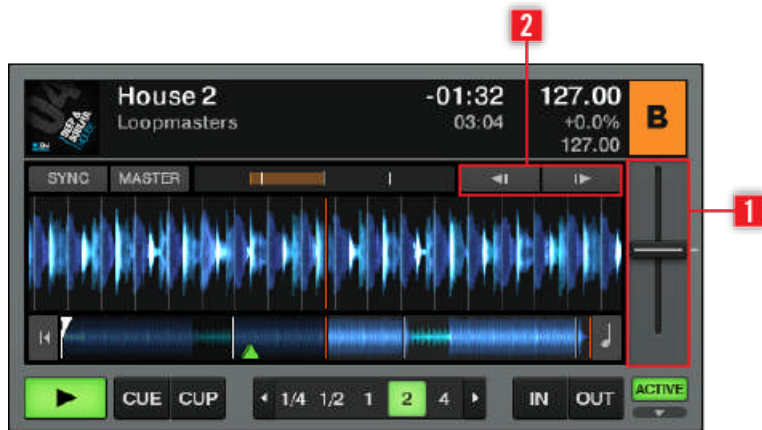 2
House 2
-01:32
127.00
Loopmasters
03:04
+0.0%
127.00
B
SYNC
MASTER
1
CUE
CUP
1/4
1/2
1
2
4
IN
OUT
ACTIVE